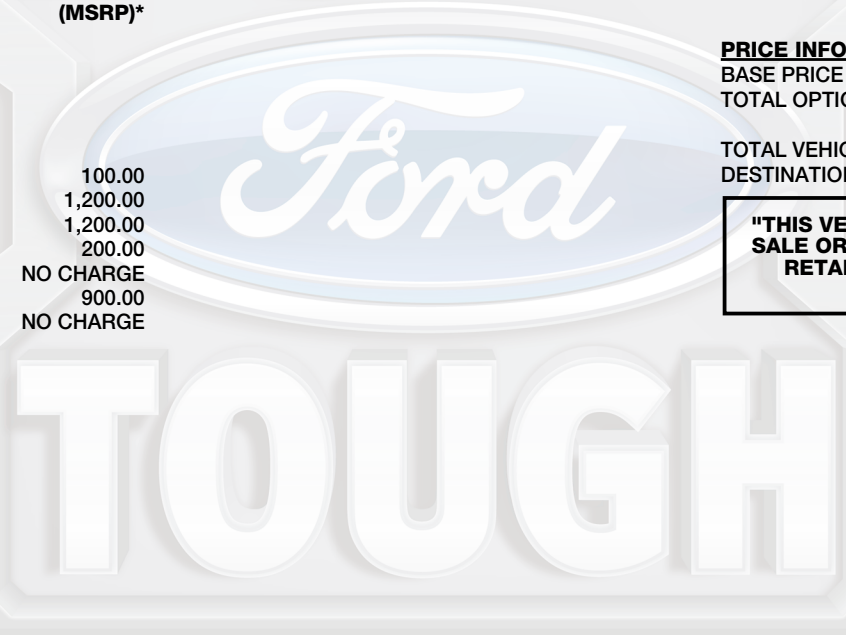 (MSRP)*
100.00
1,200.00
1,200.00
200.00
NO CHARGE
900.00
NO CHARGE
PRICE INFO
BASE PRICE
TOTAL OPTIO
TOTAL VEHIC
DESTINATION
"THIS VE
SALE OR
RETAI
Ford
TOUGH